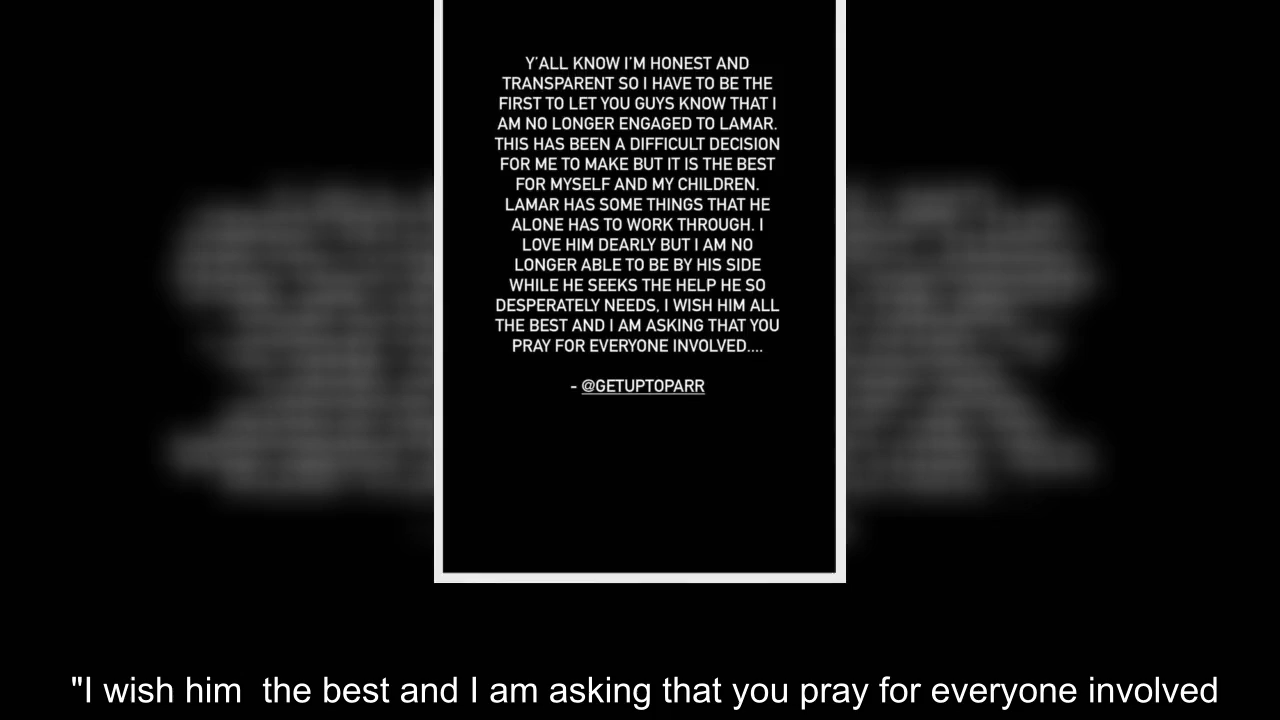 Y'ALL KNOW I'M HONEST AND
TRANSPARENT SO I HAVE TO BE THE
FIRST TO LET YOU GUYS KNOW THAT I
AM NO LONGER ENGAGED TO LAMAR.
THIS HAS BEEN A DIFFICULT DECISION
FOR ME TO MAKE BUT IT IS THE BEST
FOR MYSELF AND MY CHILDREN.
LAMAR HAS SOME THINGS THAT HE
ALONE HAS TO WORK THROUGH. I
LOVE HIM DEARLY BUT I AM NO
LONGER ABLE TO BE BY HIS SIDE
WHILE HE SEEKS THE HELP HE SO
DESPERATELY NEEDS, I WISH HIM ALL
THE BEST AND I AM ASKING THAT YOU
PRAY FOR EVERYONE INVOLVED....
- @GETUPTOPARR
"I wish him  the best and I am asking that you pray for everyone involved